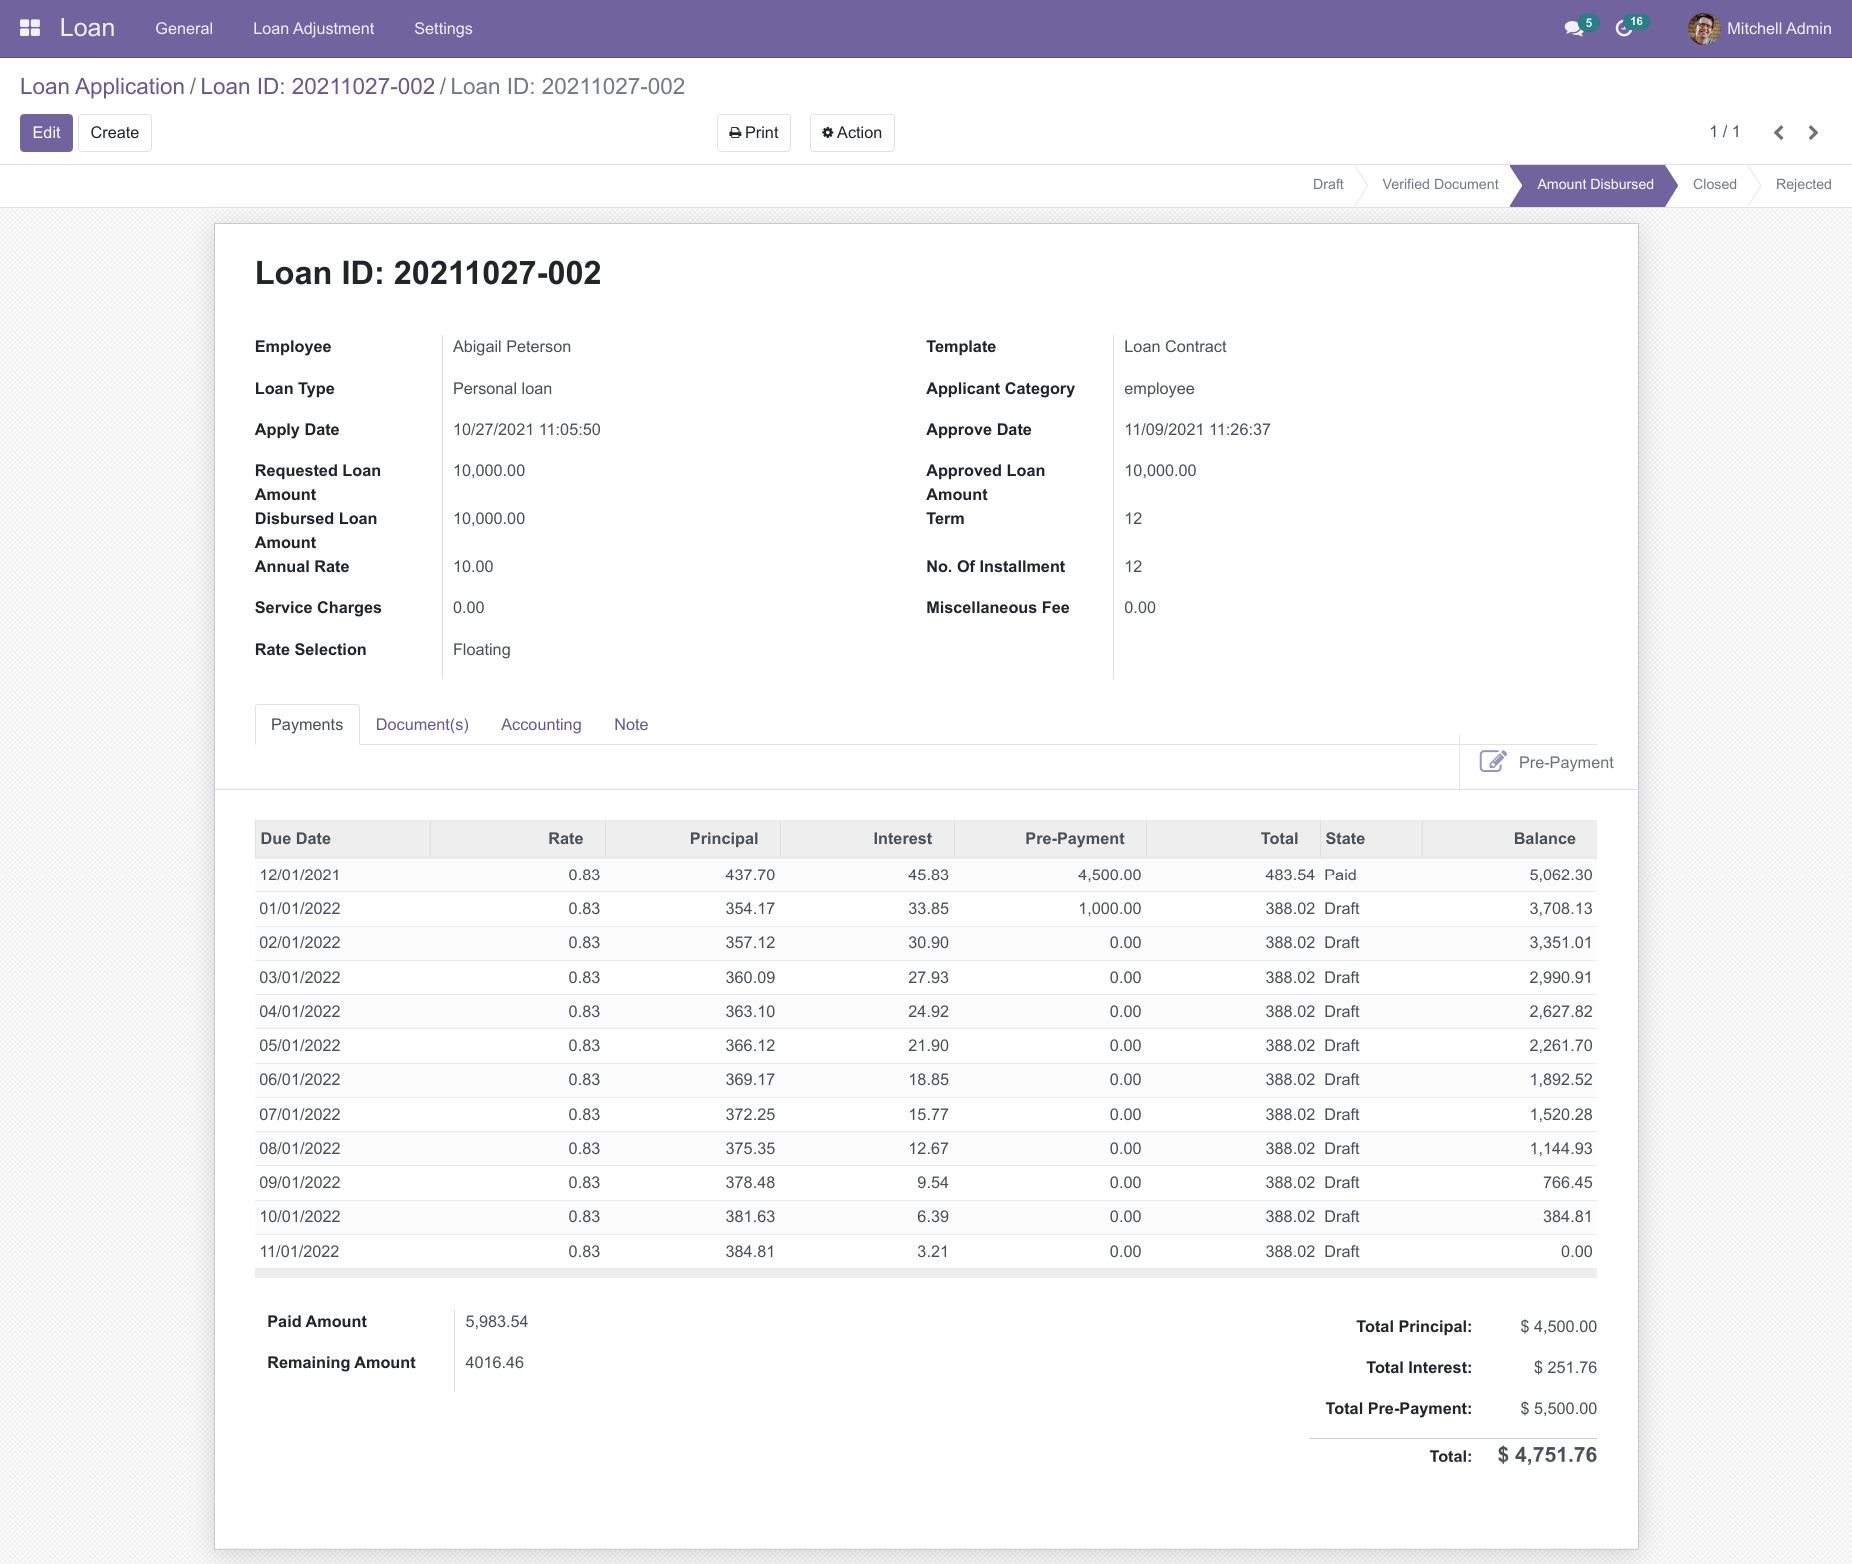 Loan General Loan Adjustment Settings 5 16 Mitchell Admin
Loan Application / Loan ID: 20211027-002 / Loan ID: 20211027-002
Edit Create Print Action 1 / 1
Draft Verified Document Amount Disbursed Closed Rejected
Loan ID: 20211027-002
Employee Abigail Peterson Template Loan Contract
Loan Type Personal loan Applicant Category employee
Apply Date 10/27/2021 11:05:50 Approve Date 11/09/2021 11:26:37
Requested Loan Amount 10,000.00 Approved Loan Amount 10,000.00
Disbursed Loan Amount 10,000.00 Term 12
Annual Rate 10.00 No. Of Installment 12
Service Charges 0.00 Miscellaneous Fee 0.00
Rate Selection Floating
Payments Document(s) Accounting Note
Pre-Payment
Due Date Rate Principal Interest Pre-Payment Total State Balance
12/01/2021 0.83 437.70 45.83 4,500.00 483.54 Paid 5,062.30
01/01/2022 0.83 354.17 33.85 1,000.00 388.02 Draft 3,708.13
02/01/2022 0.83 357.12 30.90 0.00 388.02 Draft 3,351.01
03/01/2022 0.83 360.09 27.93 0.00 388.02 Draft 2,990.91
04/01/2022 0.83 363.10 24.92 0.00 388.02 Draft 2,627.82
05/01/2022 0.83 366.12 21.90 0.00 388.02 Draft 2,261.70
06/01/2022 0.83 369.17 18.85 0.00 388.02 Draft 1,892.52
07/01/2022 0.83 372.25 15.77 0.00 388.02 Draft 1,520.28
08/01/2022 0.83 375.35 12.67 0.00 388.02 Draft 1,144.93
09/01/2022 0.83 378.48 9.54 0.00 388.02 Draft 766.45
10/01/2022 0.83 381.63 6.39 0.00 388.02 Draft 384.81
11/01/2022 0.83 384.81 3.21 0.00 388.02 Draft 0.00
Paid Amount 5,983.54
Remaining Amount 4016.46
Total Principal: $ 4,500.00
Total Interest: $ 251.76
Total Pre-Payment: $ 5,500.00
Total: $ 4,751.76